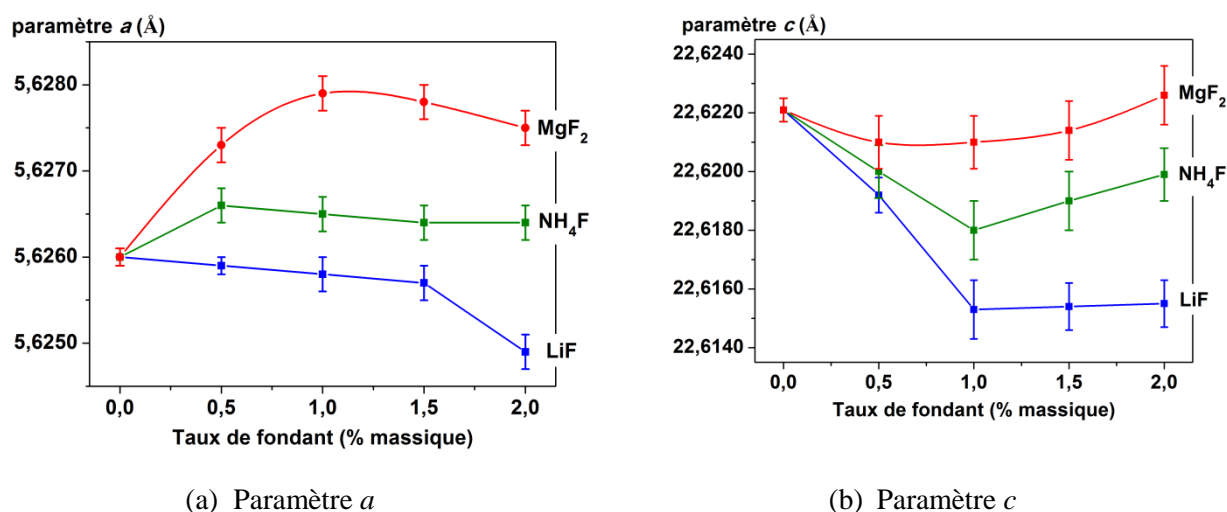 paramètre a (Å)
5,6280
5,6270
5,6260
5,6250
MgF₂
NH₄F
LiF
0,0 0,5 1,0 1,5 2,0
Taux de fondant (% massique)
(a) Paramètre a
paramètre c (Å)
22,6240
22,6220
22,6200
22,6180
22,6160
22,6140
MgF₂
NH₄F
LiF
0,0 0,5 1,0 1,5 2,0
Taux de fondant (% massique)
(b) Paramètre c